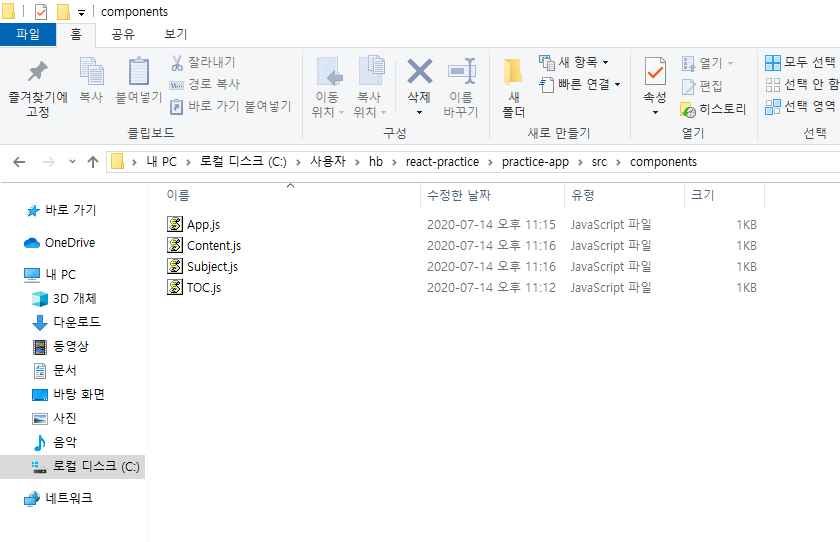 components
파일 홈 공유 보기
즐겨찾기에 고정
복사
붙여넣기
잘라내기
경로 복사
바로 가기 붙여넣기
클립보드
이동 위치
복사 위치
삭제
이름 바꾸기
구성
새 폴더
새 항목
빠른 연결
새로 만들기
속성
열기
편집
히스토리
열기
모두 선택
선택 안 함
선택 영역
선택
내 PC > 로컬 디스크 (C:) > 사용자 > hb > react-practice > practice-app > src > components
이름 수정한 날짜 유형 크기
App.js 2020-07-14 오후 11:15 JavaScript 파일 1KB
Content.js 2020-07-14 오후 11:16 JavaScript 파일 1KB
Subject.js 2020-07-14 오후 11:16 JavaScript 파일 1KB
TOC.js 2020-07-14 오후 11:12 JavaScript 파일 1KB
바로 가기
OneDrive
내 PC
3D 개체
다운로드
동영상
문서
바탕 화면
사진
음악
로컬 디스크 (C:)
네트워크